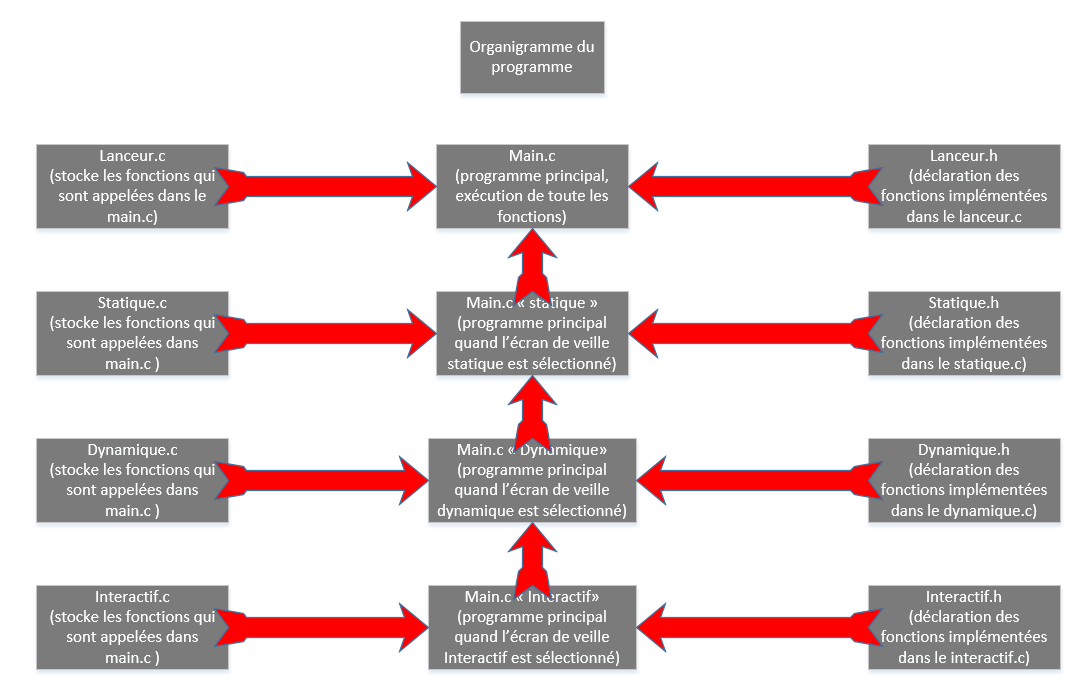 Organigramme du
programme
Lanceur.c
(stocke les fonctions qui
sont appelées dans le
main.c)
Main.c
(programme principal,
exécution de toute les
fonctions)
Lanceur.h
(déclaration des
fonctions implémentées
dans le lanceur.c
Statique.c
(stocke les fonctions qui
sont appelées dans
main.c )
Main.c « statique »
(programme principal
quand l’écran de veille
statique est sélectionné)
Statique.h
(déclaration des
fonctions implémentées
dans le statique.c)
Dynamique.c
(stocke les fonctions qui
sont appelées dans
main.c )
Main.c « Dynamique»
(programme principal
quand l’écran de veille
dynamique est sélectionné)
Dynamique.h
(déclaration des
fonctions implémentées
dans le dynamique.c)
Interactif.c
(stocke les fonctions qui
sont appelées dans
main.c )
Main.c « Interactif»
(programme principal
quand l’écran de veille
Interactif est sélectionné)
Interactif.h
(déclaration des
fonctions implémentées
dans le interactif.c)